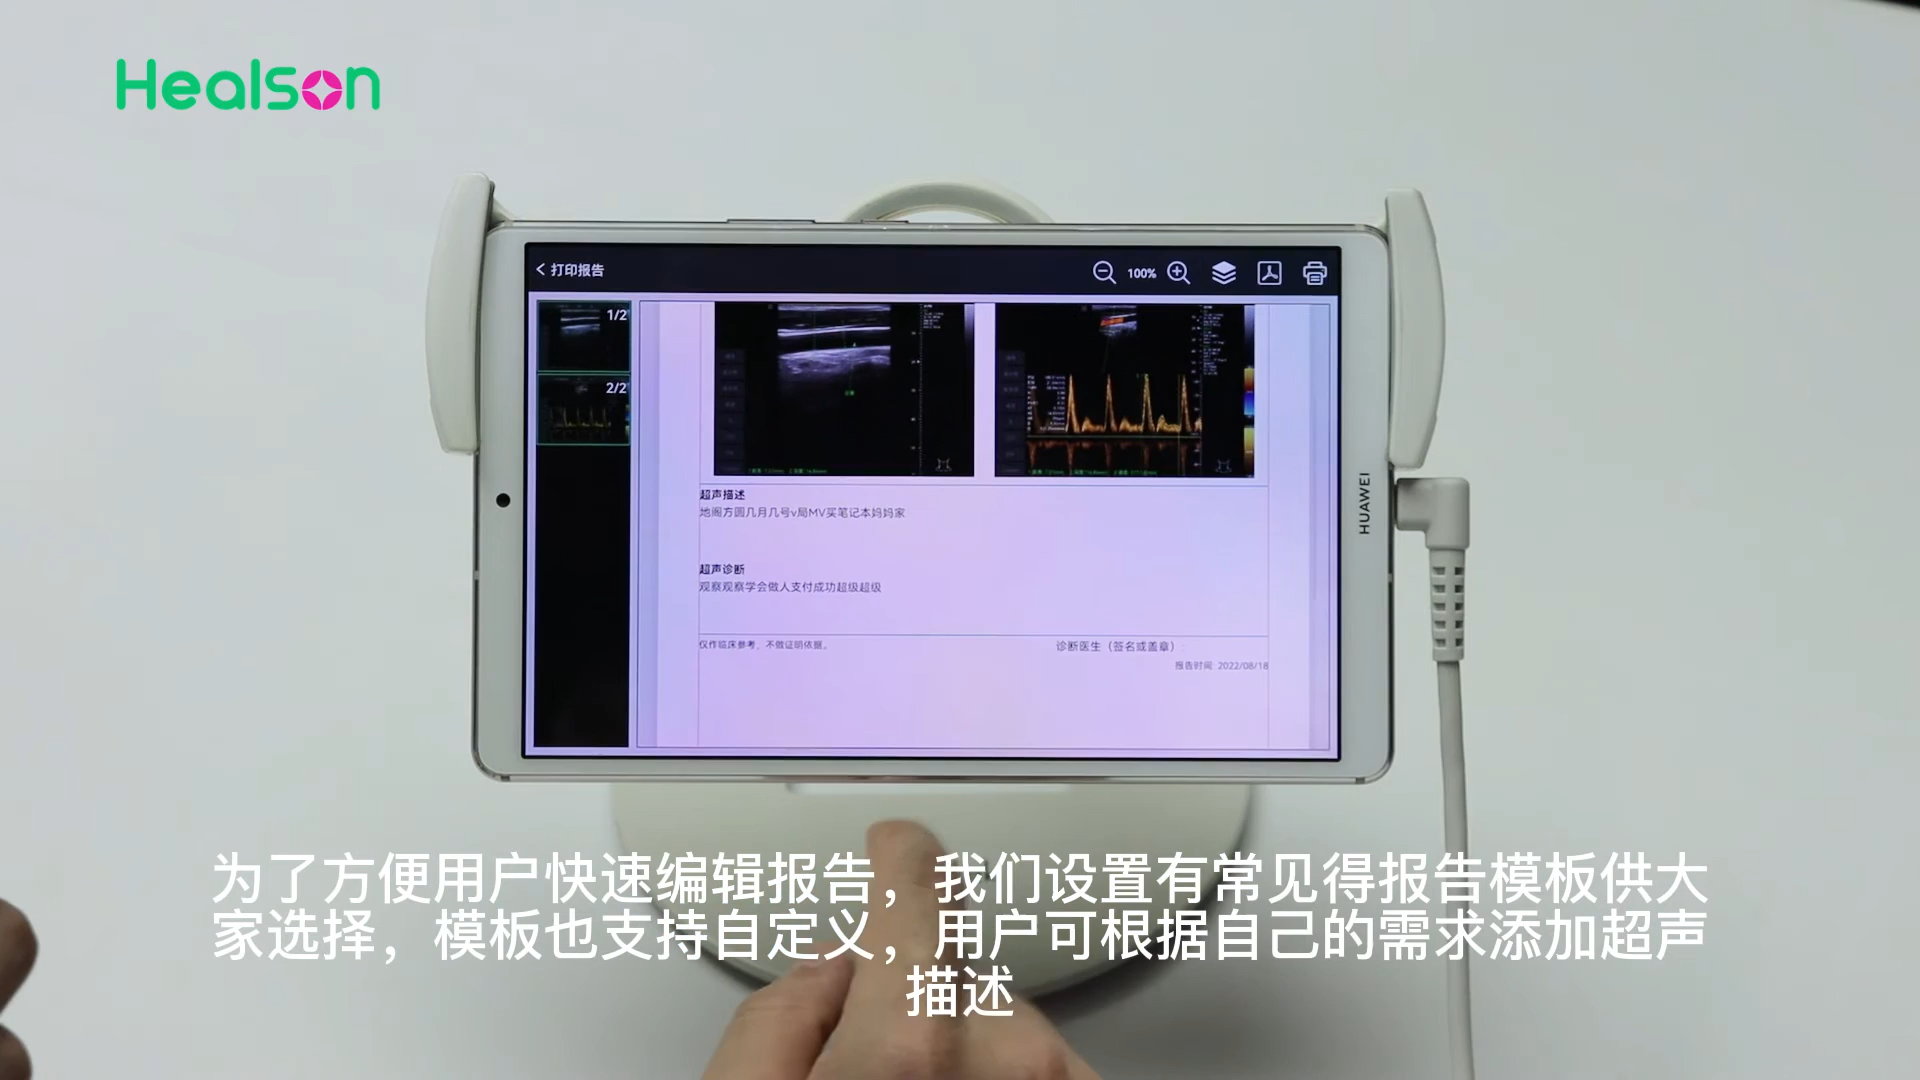 Healson
打印报告
100%
1/2
2/2
超声描述
地阁方圆几月几号v局MV买笔记本妈妈家
超声诊断
观察观察学会做人支付成功超级超级
仅作临床参考，不做证明依据。
诊断医生（签名或盖章）:
报告时间: 2022/08/18
HUAWEI
为了方便用户快速编辑报告，我们设置有常见得报告模板供大
家选择，模板也支持自定义，用户可根据自己的需求添加超声
描述